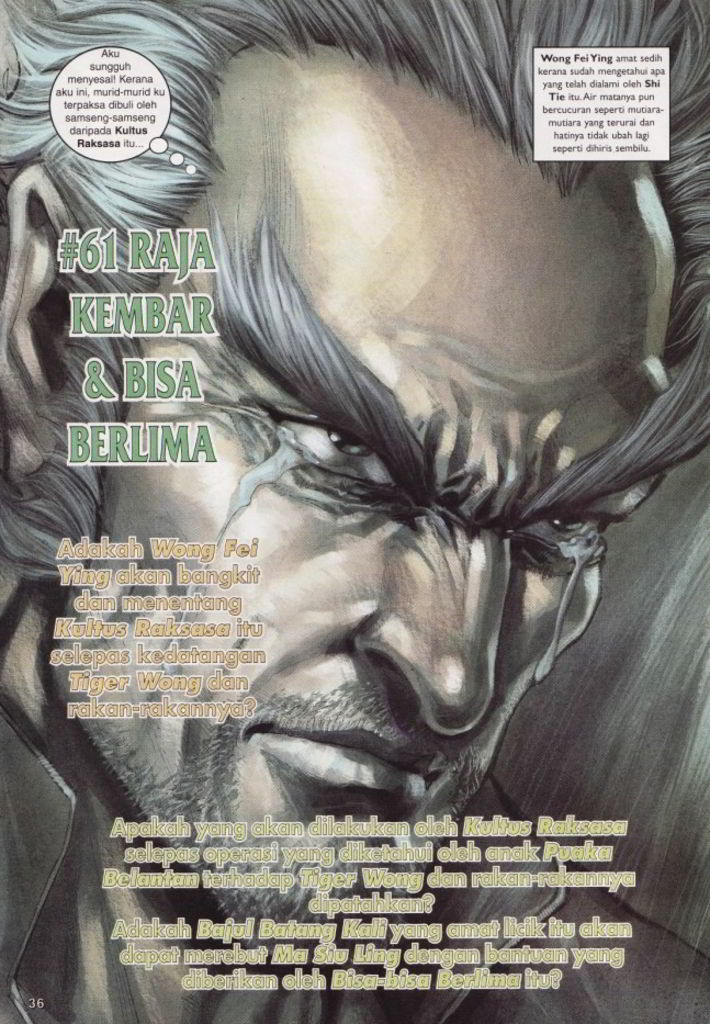 Aku
sungguh
menyesal! Kerana
aku ini, murid-murid ku
terpaksa dibuli oleh
samseng-samseng
daripada Kultus
Raksasa itu...
Wong Fei Ying amat sedih
kerana sudah mengetahui apa
yang telah dialami oleh Shi
Tie itu. Air matanya pun
bercucuran seperti mutiara-
mutiara yang terurai dan
hatinya tidak ubah lagi
seperti dihiris sembilu.
#61 RAJA
KEMBAR
& BISA
BERLIMA
Adakah Wong Fei
Ying akan bangkit
dan menentang
Kultus Raksasa itu
selepas kedatangan
Tiger Wong dan
rakan-rakannya?
Apakah yang akan dilakukan oleh Kultus Raksasa
selepas operasi yang diketahui oleh anak Puaka
Belantan terhadap Tiger Wong dan rakan-rakannya
dipatahkan?
Adakah Bajul Batang Kali yang amat licik itu akan
dapat merebut Ma Siu Ling dengan bantuan yang
diberikan oleh Bisa-bisa Berlima itu?
36